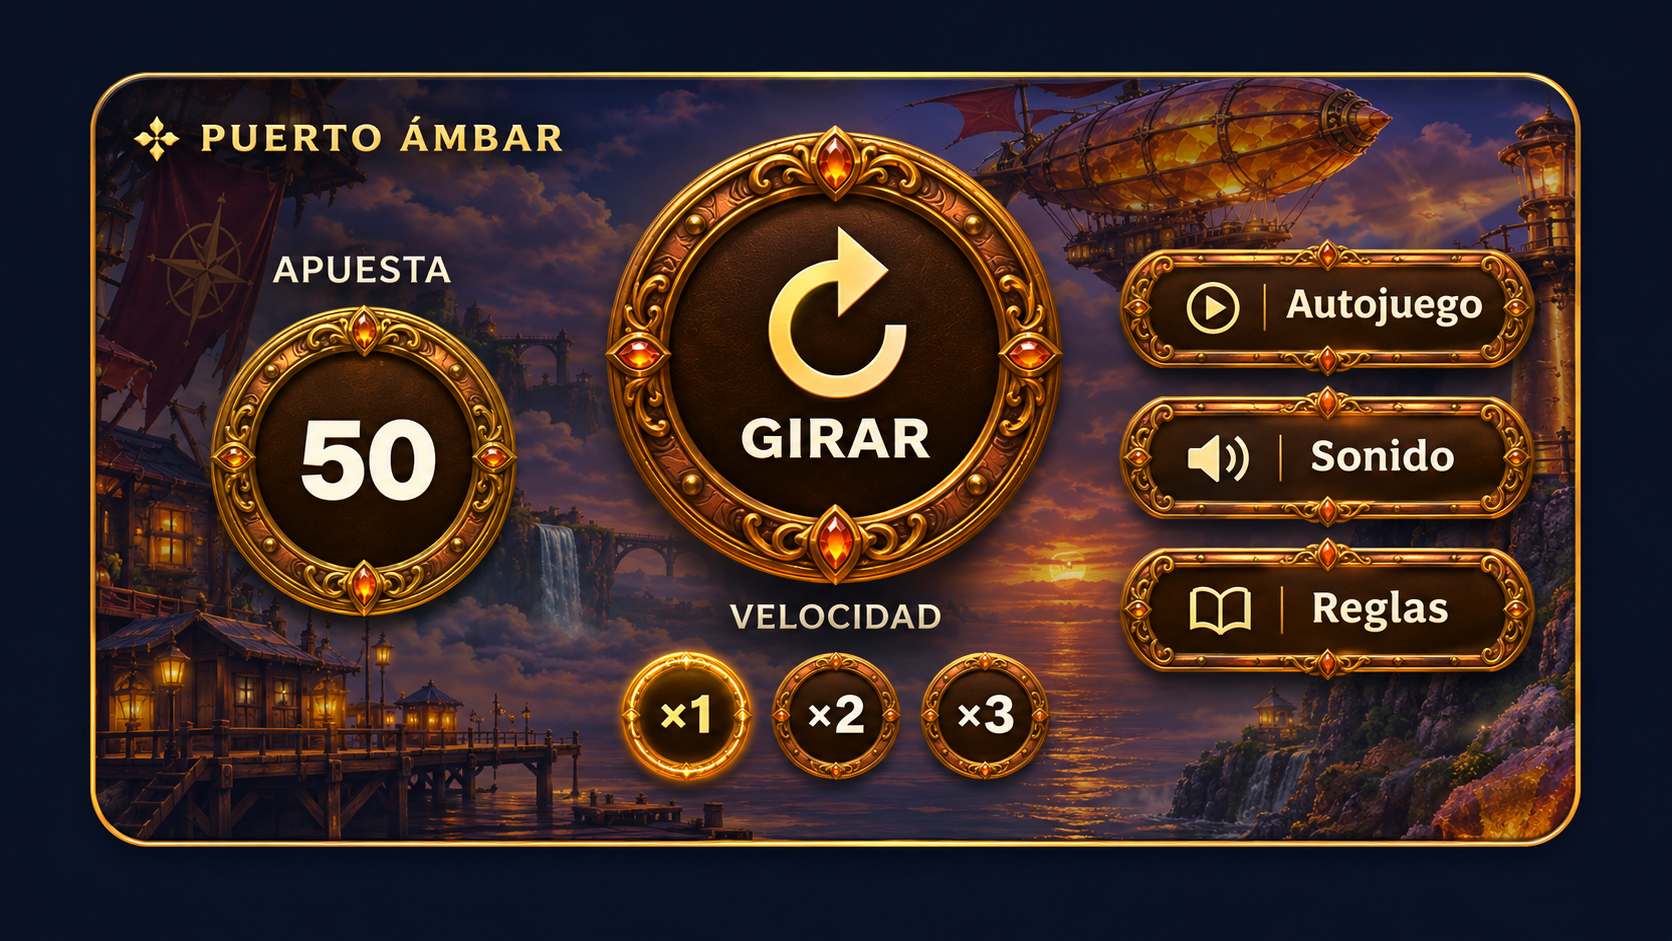 PUERTO ÁMBAR
APUESTA
50
GIRAR
VELOCIDAD
×1
×2
×3
Autojuego
Sonido
Reglas